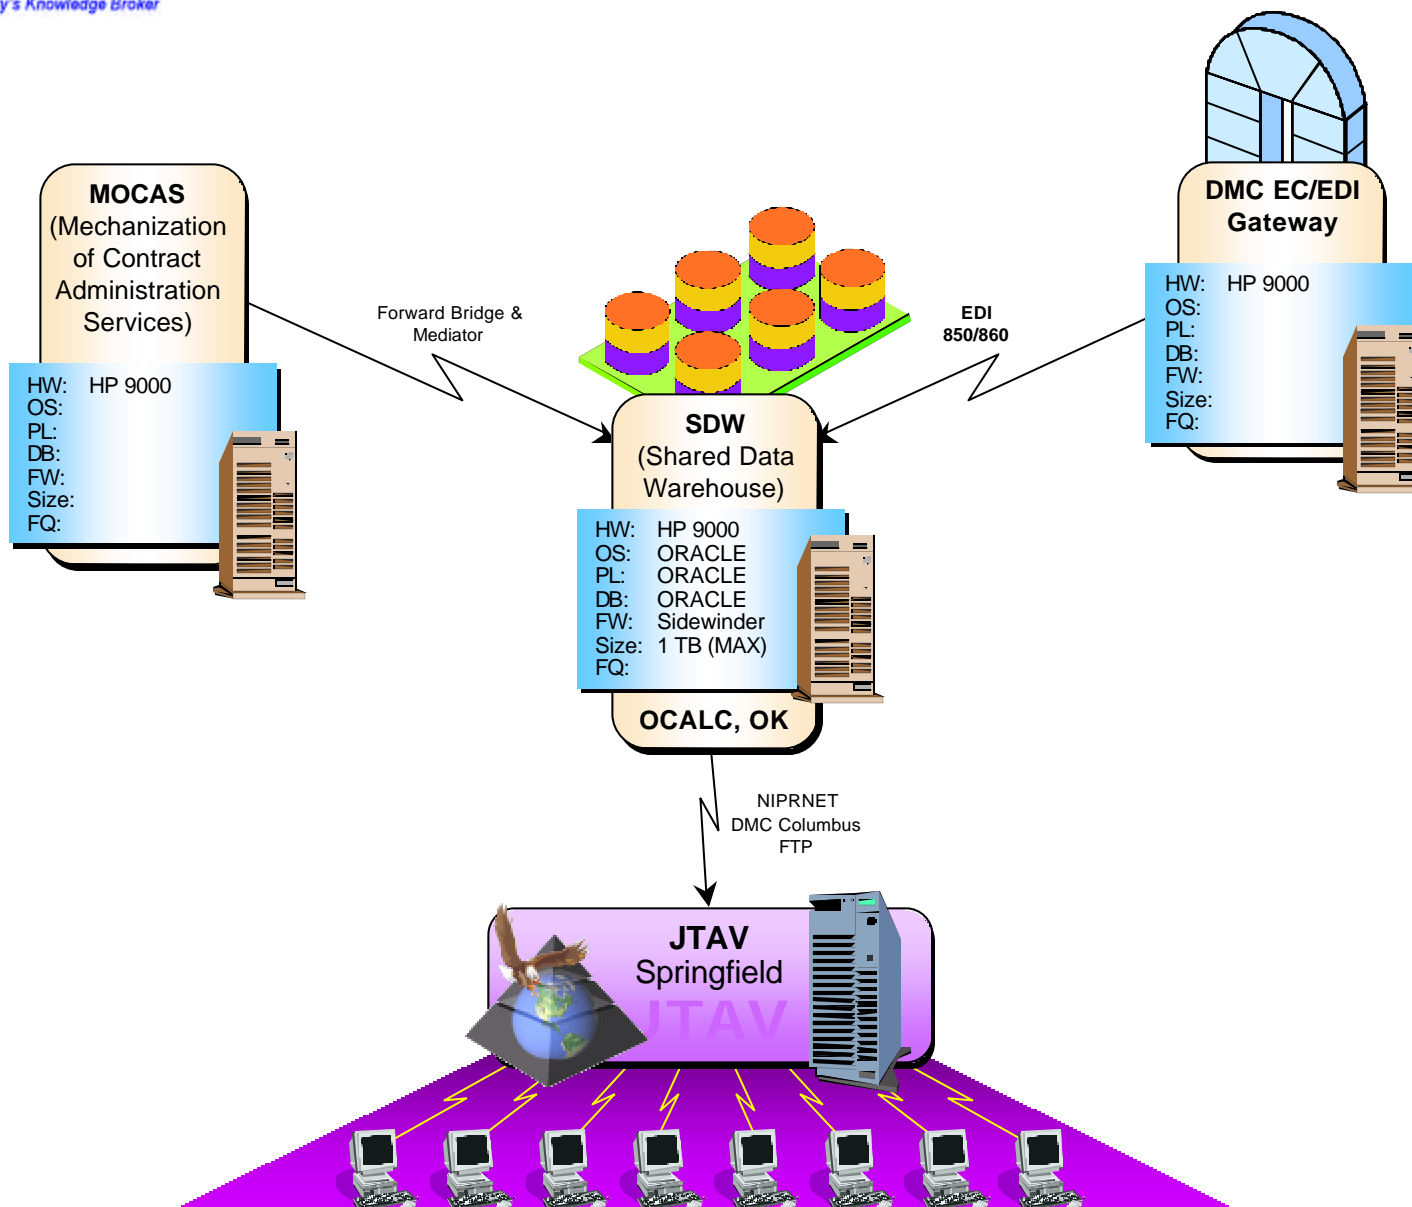 y's Knowledge Broker
MOCAS
(Mechanization
of Contract
Administration
Services)
HW: HP 9000
OS:
PL:
DB:
FW:
Size:
FQ:
Forward Bridge &
Mediator
EDI
850/860
DMC EC/EDI
Gateway
HW: HP 9000
OS:
PL:
DB:
FW:
Size:
FQ:
SDW
(Shared Data
Warehouse)
HW: HP 9000
OS: ORACLE
PL: ORACLE
DB: ORACLE
FW: Sidewinder
Size: 1 TB (MAX)
FQ:
OCALC, OK
NIPRNET
DMC Columbus
FTP
JTAV
Springfield
JTAV